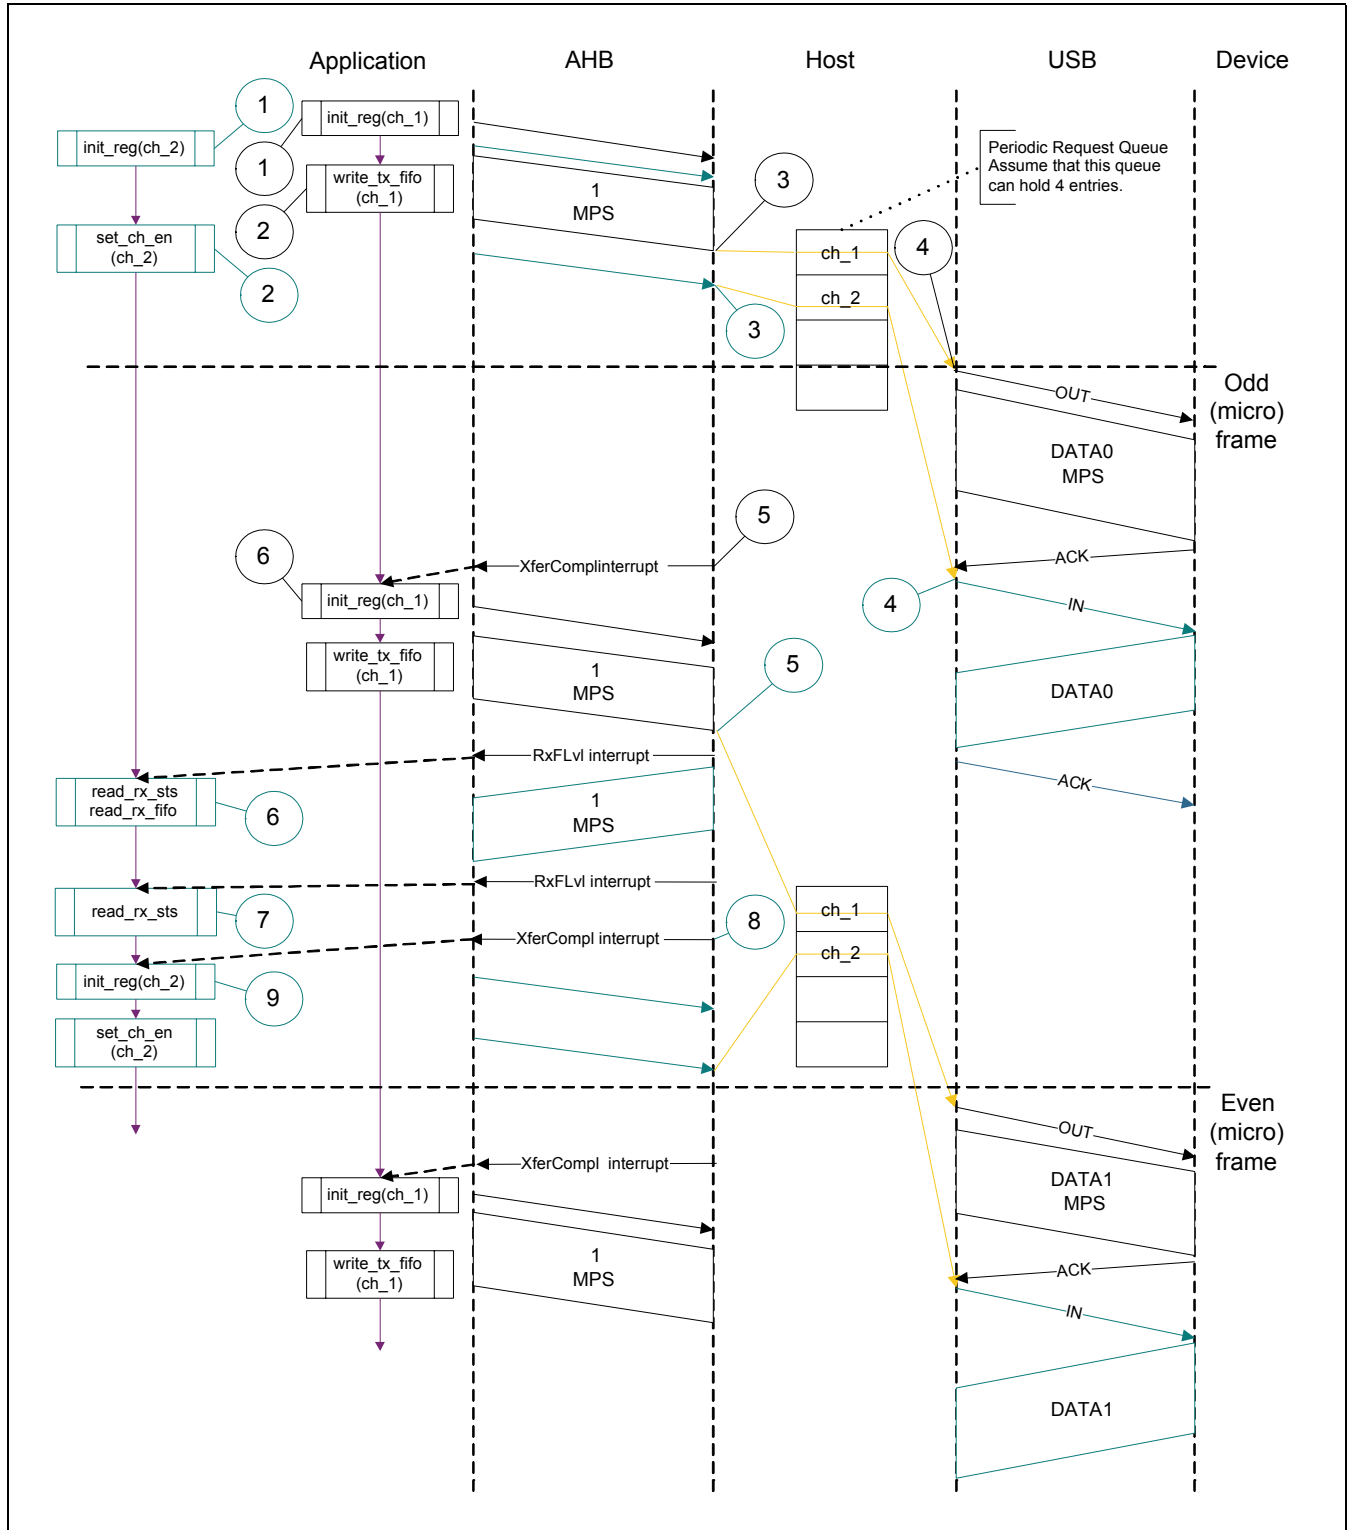 Application
AHB
Host
USB
Device
1
init_reg(ch_1)
init_reg(ch_2)
1
write_tx_fifo
(ch_1)
2
1
MPS
3
Periodic Request Queue
Assume that this queue
can hold 4 entries.
set_ch_en
(ch_2)
2
ch_1
4
ch_2
3
Odd
(micro)
frame
OUT
DATA0
MPS
5
ACK
6
XferComplinterrupt
init_reg(ch_1)
4
IN
write_tx_fifo
(ch_1)
1
MPS
5
DATA0
RxFLvl interrupt
read_rx_sts
read_rx_fifo
6
1
MPS
ACK
RxFLvl interrupt
read_rx_sts
7
ch_1
8
XferCompl interrupt
ch_2
init_reg(ch_2)
9
set_ch_en
(ch_2)
Even
(micro)
frame
OUT
XferCompl interrupt
init_reg(ch_1)
DATA1
MPS
write_tx_fifo
(ch_1)
1
MPS
ACK
IN
DATA1